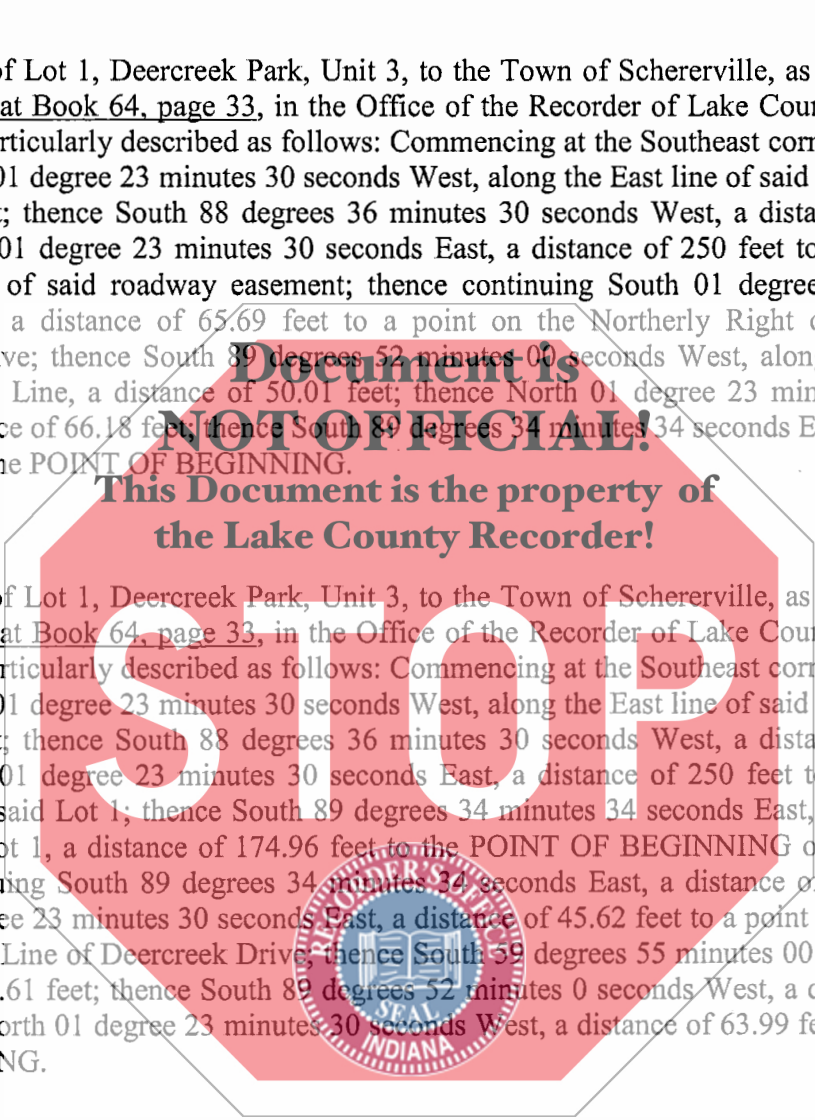 of Lot 1, Deercreek Park, Unit 3, to the Town of Schererville, as
at Book 64, page 33, in the Office of the Recorder of Lake Coun
rticularly described as follows: Commencing at the Southeast corn
01 degree 23 minutes 30 seconds West, along the East line of said
t; thence South 88 degrees 36 minutes 30 seconds West, a dista
01 degree 23 minutes 30 seconds East, a distance of 250 feet to
of said roadway easement; thence continuing South 01 degree
a distance of 65.69 feet to a point on the Northerly Right o
ve; thence South 89 degrees 52 minutes 00 seconds West, alon
Line, a distance of 50.01 feet; thence North 01 degree 23 min
ce of 66.18 feet; thence South 89 degrees 34 minutes 34 seconds E
he POINT OF BEGINNING.
Document is
NOT OFFICIAL!
This Document is the property of
the Lake County Recorder!
STOP
of Lot 1, Deercreek Park, Unit 3, to the Town of Schererville, as
at Book 64, page 33, in the Office of the Recorder of Lake Coun
rticularly described as follows: Commencing at the Southeast corn
01 degree 23 minutes 30 seconds West, along the East line of said
t; thence South 88 degrees 36 minutes 30 seconds West, a dista
01 degree 23 minutes 30 seconds East, a distance of 250 feet t
said Lot 1; thence South 89 degrees 34 minutes 34 seconds East,
ot 1, a distance of 174.96 feet to the POINT OF BEGINNING o
uing South 89 degrees 34 minutes 34 seconds East, a distance o
ee 23 minutes 30 seconds East, a distance of 45.62 feet to a point
Line of Deercreek Drive; thence South 59 degrees 55 minutes 00
.61 feet; thence South 89 degrees 52 minutes 0 seconds West, a d
orth 01 degree 23 minutes 30 seconds West, a distance of 63.99 fe
NG.
RECORDER'S OFFICE
SEAL
INDIANA